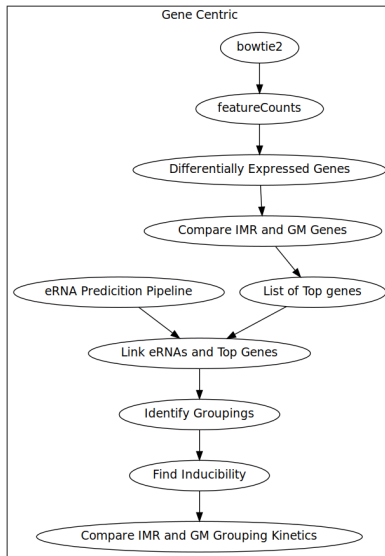 Gene Centric
bowtie2
featureCounts
Differentially Expressed Genes
Compare IMR and GM Genes
eRNA Predicition Pipeline
List of Top genes
Link eRNAs and Top Genes
Identify Groupings
Find Inducibility
Compare IMR and GM Grouping Kinetics